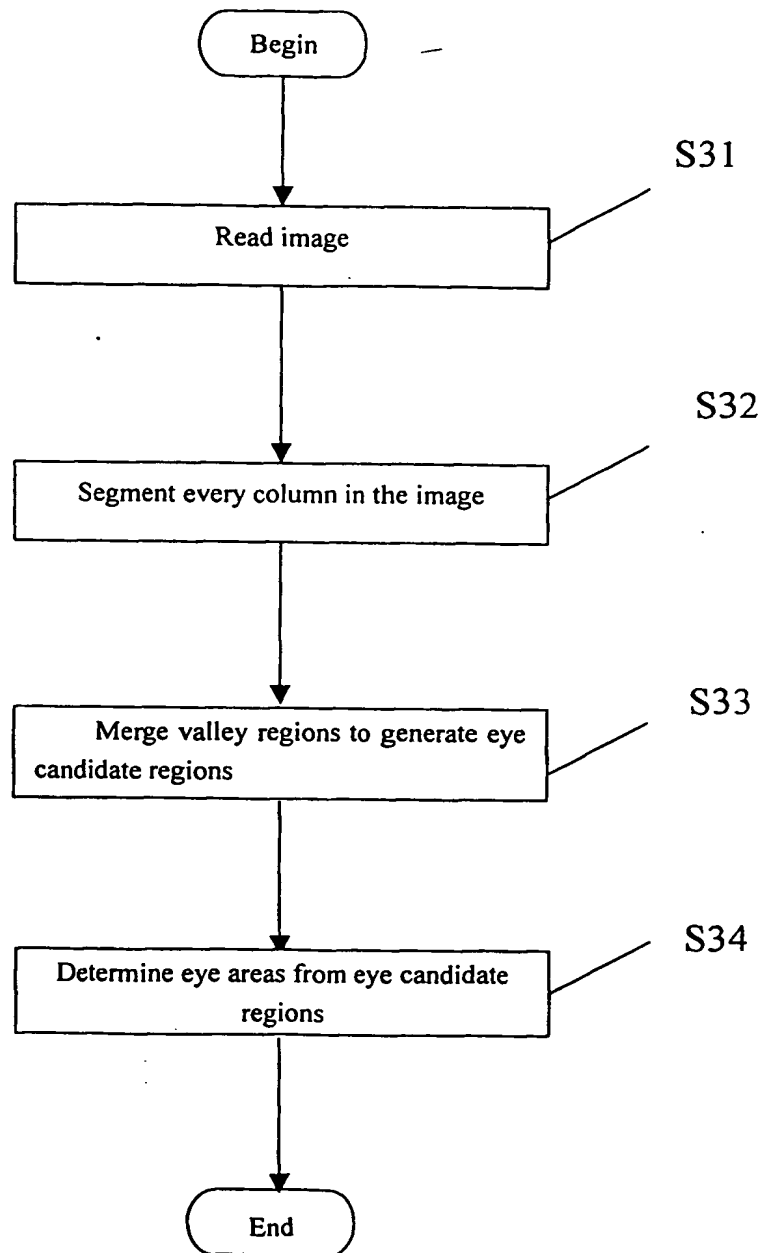 Begin
S31
Read image
S32
Segment every column in the image
S33
Merge valley regions to generate eye
candidate regions
S34
Determine eye areas from eye candidate
regions
End